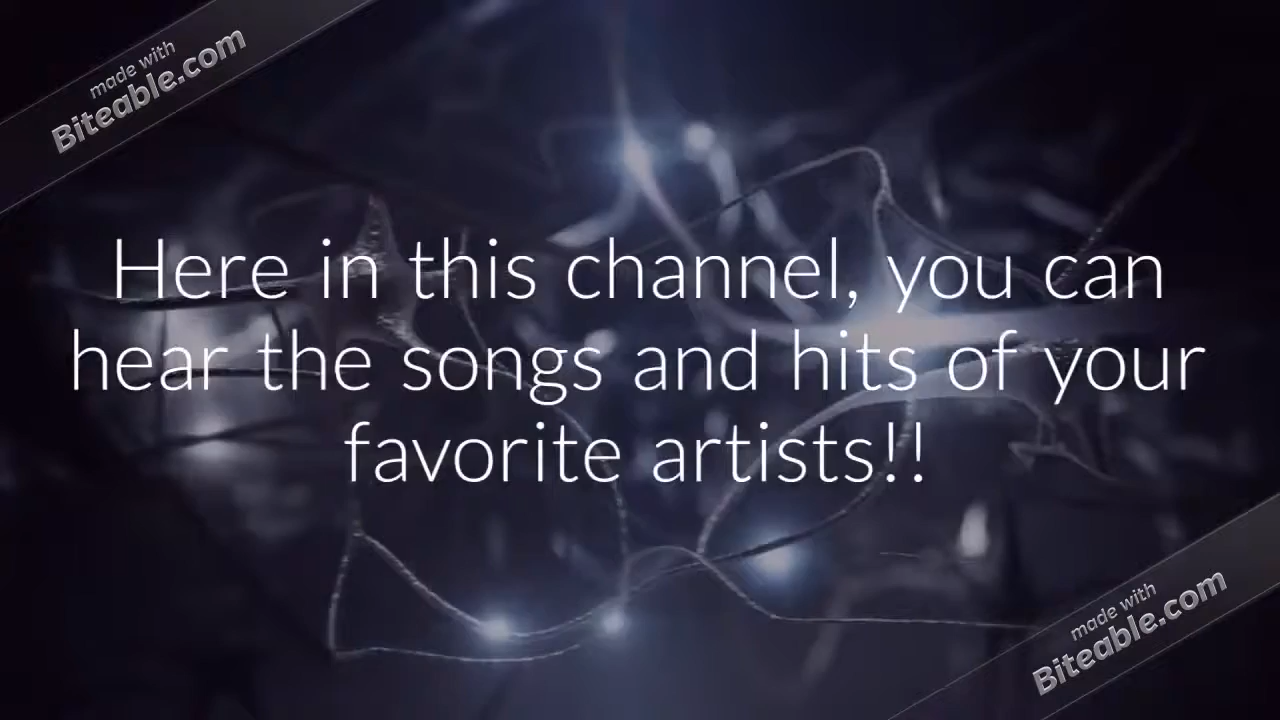 made with
Biteable.com
Here in this channel, you can
hear the songs and hits of your
favorite artists!!
made with
Biteable.com